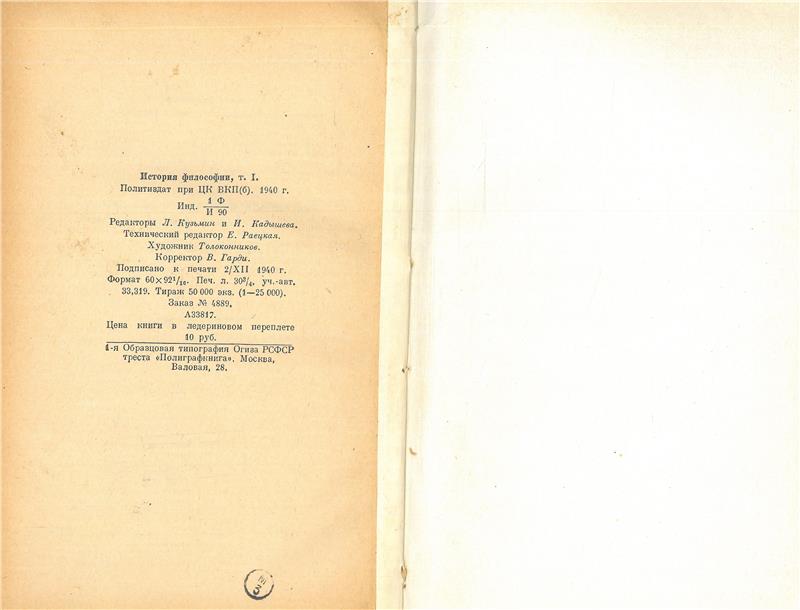 История философии, т. I.
Политиздат при ЦК ВКП(б). 1940 г.
Инд. 1 Ф / И 90
Редакторы Л. Кузьмин и И. Кадышева.
Технический редактор Е. Раецкая.
Художник Толоконников.
Корректор В. Гарди.
Подписано к печати 2/XII 1940 г.
Формат 60×92¹/₁₆. Печ. л. 30³/₄. уч.-авт.
33,319. Тираж 50 000 экз. (1—25 000).
Заказ № 4889.
А33817.
Цена книги в ледериновом переплете
10 руб.
1-я Образцовая типография Огиза РСФСР
треста «Полиграфкнига». Москва,
Валовая, 28.